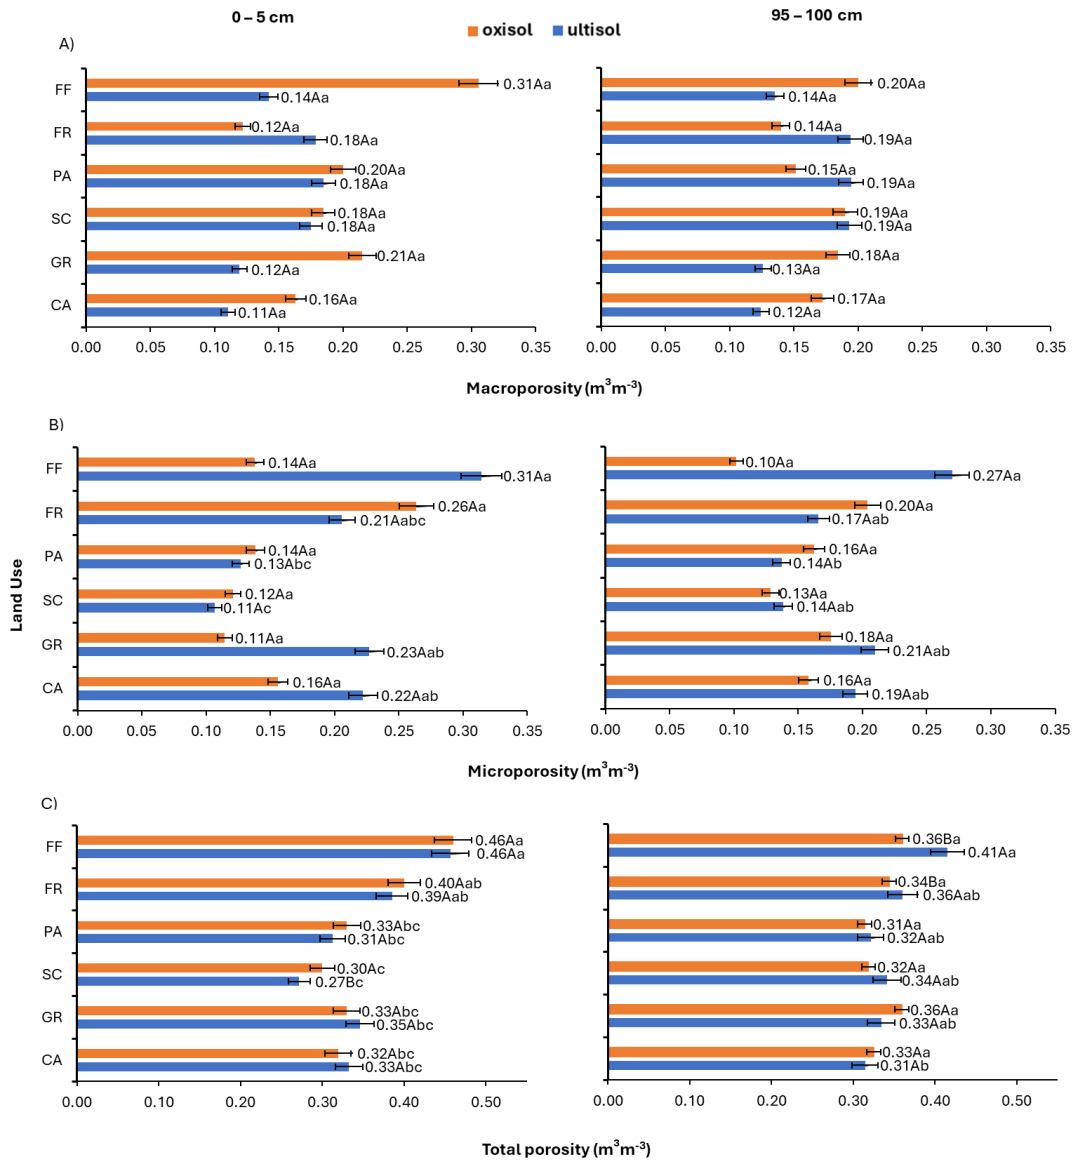 0 – 5 cm
95 – 100 cm
oxisol ultisol
A)
FF
0.31Aa
0.14Aa
FR
0.12Aa
0.18Aa
PA
0.20Aa
0.18Aa
SC
0.18Aa
0.18Aa
GR
0.21Aa
0.12Aa
CA
0.16Aa
0.11Aa
0.00 0.05 0.10 0.15 0.20 0.25 0.30 0.35
0.20Aa
0.14Aa
0.14Aa
0.19Aa
0.15Aa
0.19Aa
0.19Aa
0.19Aa
0.18Aa
0.13Aa
0.17Aa
0.12Aa
0.00 0.05 0.10 0.15 0.20 0.25 0.30 0.35
Macroporosity (m³m⁻³)
B)
Land Use
FF
0.14Aa
0.31Aa
FR
0.26Aa
0.21Aabc
PA
0.14Aa
0.13Abc
SC
0.12Aa
0.11Ac
GR
0.11Aa
0.23Aab
CA
0.16Aa
0.22Aab
0.00 0.05 0.10 0.15 0.20 0.25 0.30 0.35
0.10Aa
0.27Aa
0.20Aa
0.17Aab
0.16Aa
0.14Ab
0.13Aa
0.14Aab
0.18Aa
0.21Aab
0.16Aa
0.19Aab
0.00 0.05 0.10 0.15 0.20 0.25 0.30 0.35
Microporosity (m³m⁻³)
C)
FF
0.46Aa
0.46Aa
FR
0.40Aab
0.39Aab
PA
0.33Abc
0.31Abc
SC
0.30Ac
0.27Bc
GR
0.33Abc
0.35Abc
CA
0.32Abc
0.33Abc
0.00 0.10 0.20 0.30 0.40 0.50
0.36Ba
0.41Aa
0.34Ba
0.36Aab
0.31Aa
0.32Aab
0.32Aa
0.34Aab
0.36Aa
0.33Aab
0.33Aa
0.31Ab
0.00 0.10 0.20 0.30 0.40 0.50
Total porosity (m³m⁻³)